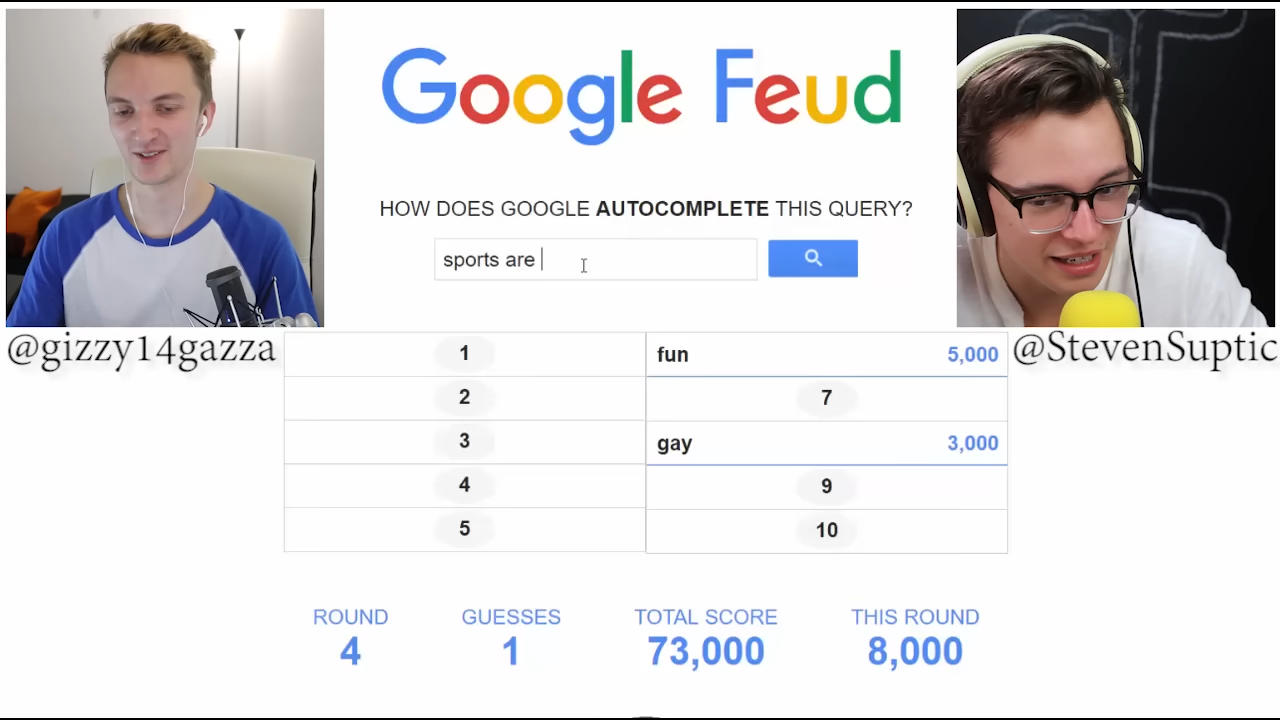 Google Feud
HOW DOES GOOGLE AUTOCOMPLETE THIS QUERY?
sports are
@gizzy14gazza
@StevenSuptic
1
2
3
4
5
fun 5,000
7
gay 3,000
9
10
ROUND
4
GUESSES
1
TOTAL SCORE
73,000
THIS ROUND
8,000